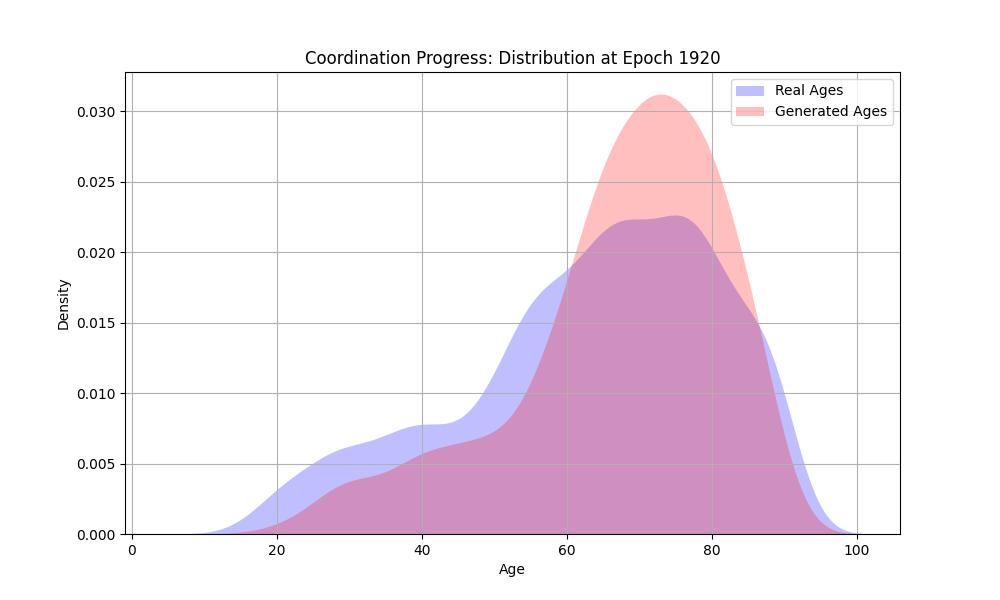 Coordination Progress: Distribution at Epoch 1920
Real Ages
Generated Ages
0.030
0.025
0.020
0.015
0.010
0.005
0.000
Density
0 20 40 60 80 100
Age